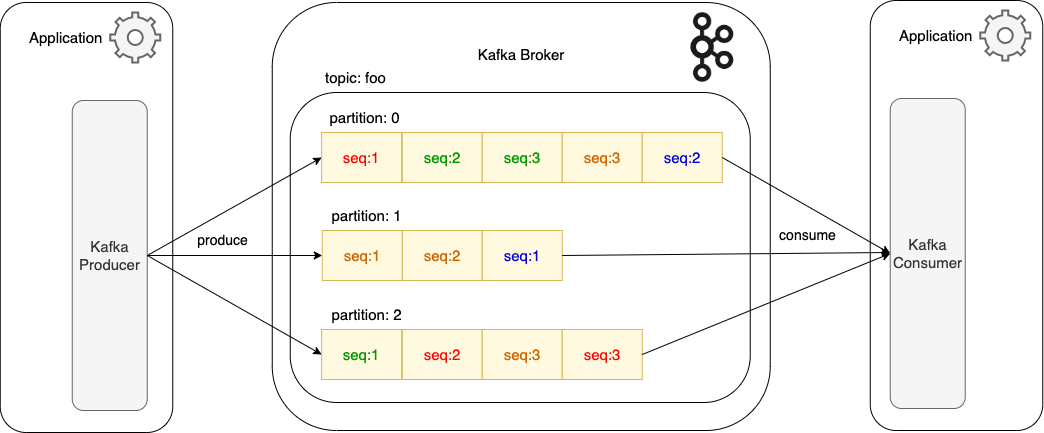 Application
Kafka
Producer
produce
Kafka Broker
topic: foo
partition: 0
seq:1 seq:2 seq:3 seq:3 seq:2
partition: 1
seq:1 seq:2 seq:1
partition: 2
seq:1 seq:2 seq:3 seq:3
consume
Application
Kafka
Consumer